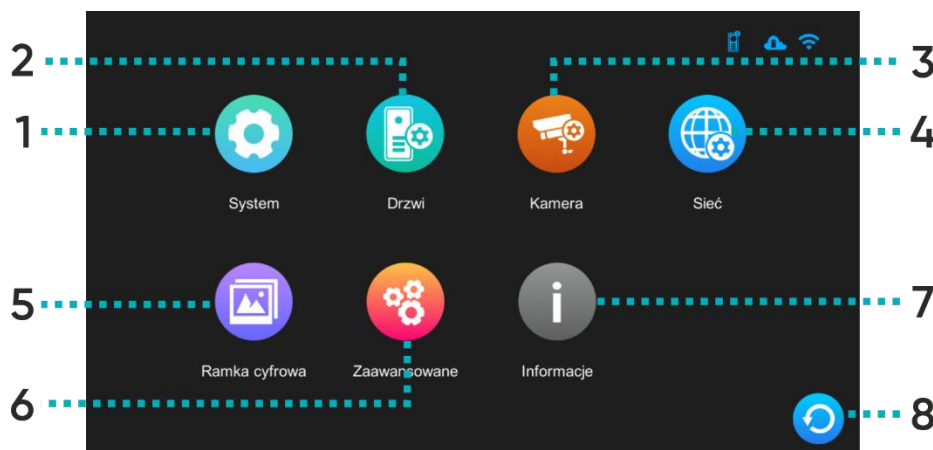 2
3
1
4
System
Drzwi
Kamera
Sieć
5
7
Ramka cyfrowa
Zaawansowane
Informacje
6
8